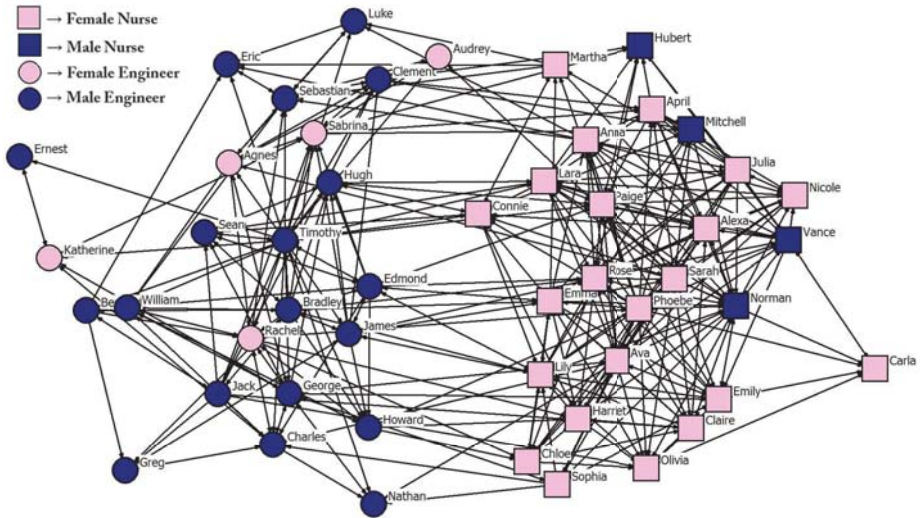 → Female Nurse
→ Male Nurse
→ Female Engineer
→ Male Engineer
Luke
Audrey
Hubert
Eric
Martha
Clement
Sebastian
April
Mitchell
Sabrina
Anna
Ernest
Agnes
Julia
Hugh
Lara
Nicole
Paige
Connie
Sean
Alexa
Timothy
Vance
Katherine
Edmond
Rose
Sarah
Emma
Be
William
Bradley
Phoebe
Norman
James
Rachel
Ava
Carla
Lily
Jack
George
Emily
Harriet
Howard
Claire
Charles
Chloe
Greg
Olivia
Sophia
Nathan